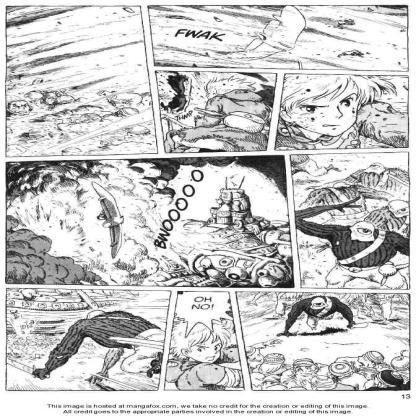 FWAK
THMP
BWOOOOO
OH
NO!
13
This image is hosted at mangafox.com, we take no credit for the creation or editing of this image.
All credit goes to the appropriate parties involved in the creation or editing of this image.